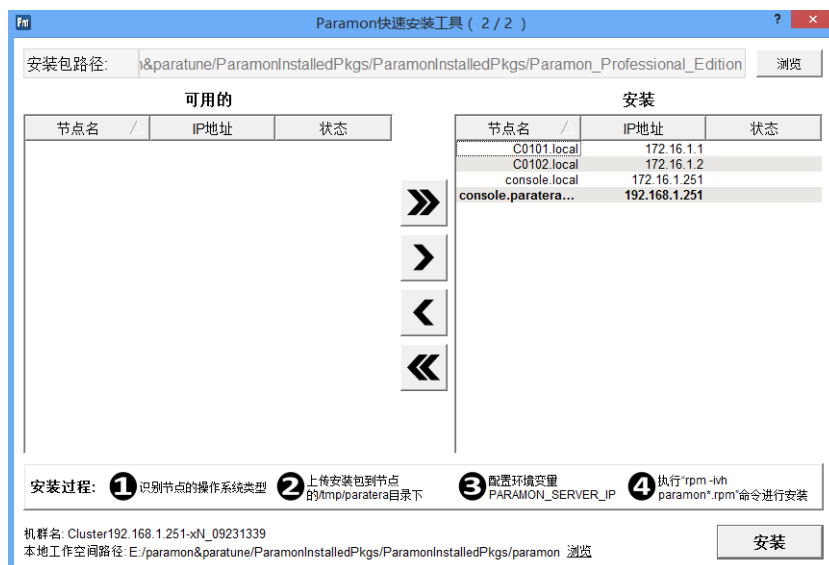 Paramon快速安装工具（2/2）
?
×
安装包路径: n&paratune/ParamonInstalledPkgs/ParamonInstalledPkgs/Paramon_Professional_Edition 浏览
可用的
安装
节点名 IP地址 状态
节点名 IP地址 状态
C0101.local 172.16.1.1
C0102.local 172.16.1.2
console.local 172.16.1.251
console.paratera... 192.168.1.251
安装过程:
1 识别节点的操作系统类型
2 上传安装包到节点
的/tmp/paratera目录下
3 配置环境变量
PARAMON_SERVER_IP
4 执行"rpm -ivh
paramon*.rpm"命令进行安装
机群名: Cluster192.168.1.251-xN_09231339
本地工作空间路径: E:/paramon&paratune/ParamonInstalledPkgs/ParamonInstalledPkgs/paramon 浏览
安装